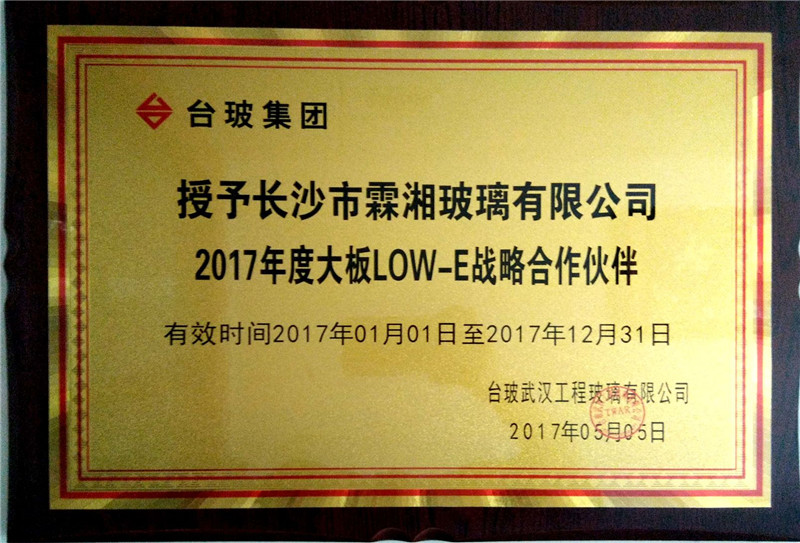 台玻集团
授予长沙市霖湘玻璃有限公司
2017年度大板LOW-E战略合作伙伴
有效时间2017年01月01日至2017年12月31日
台玻武汉工程玻璃有限公司
2017年05月05日